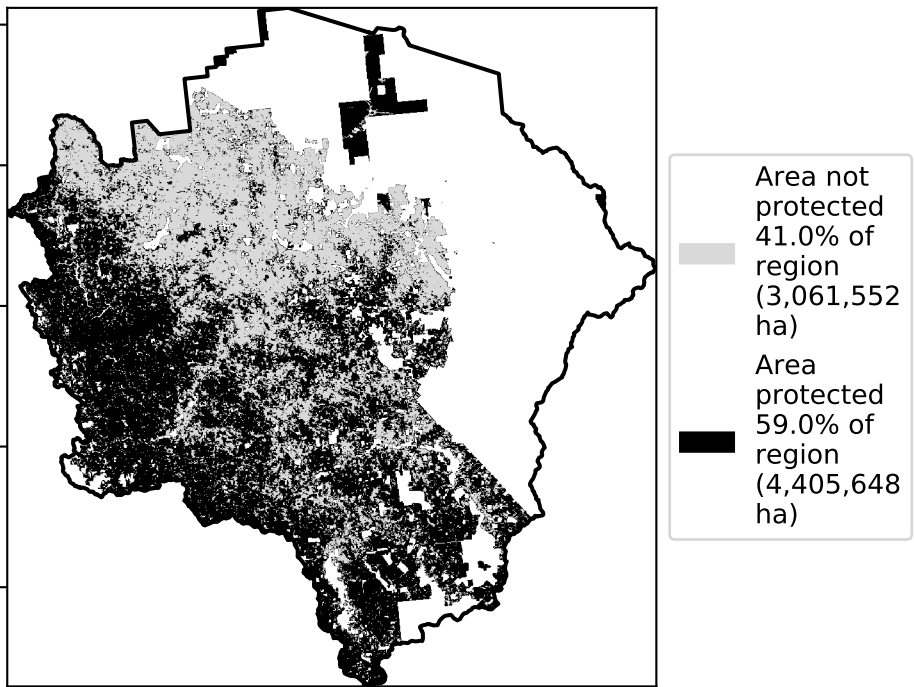 Area not
protected
41.0% of
region
(3,061,552
ha)
Area
protected
59.0% of
region
(4,405,648
ha)